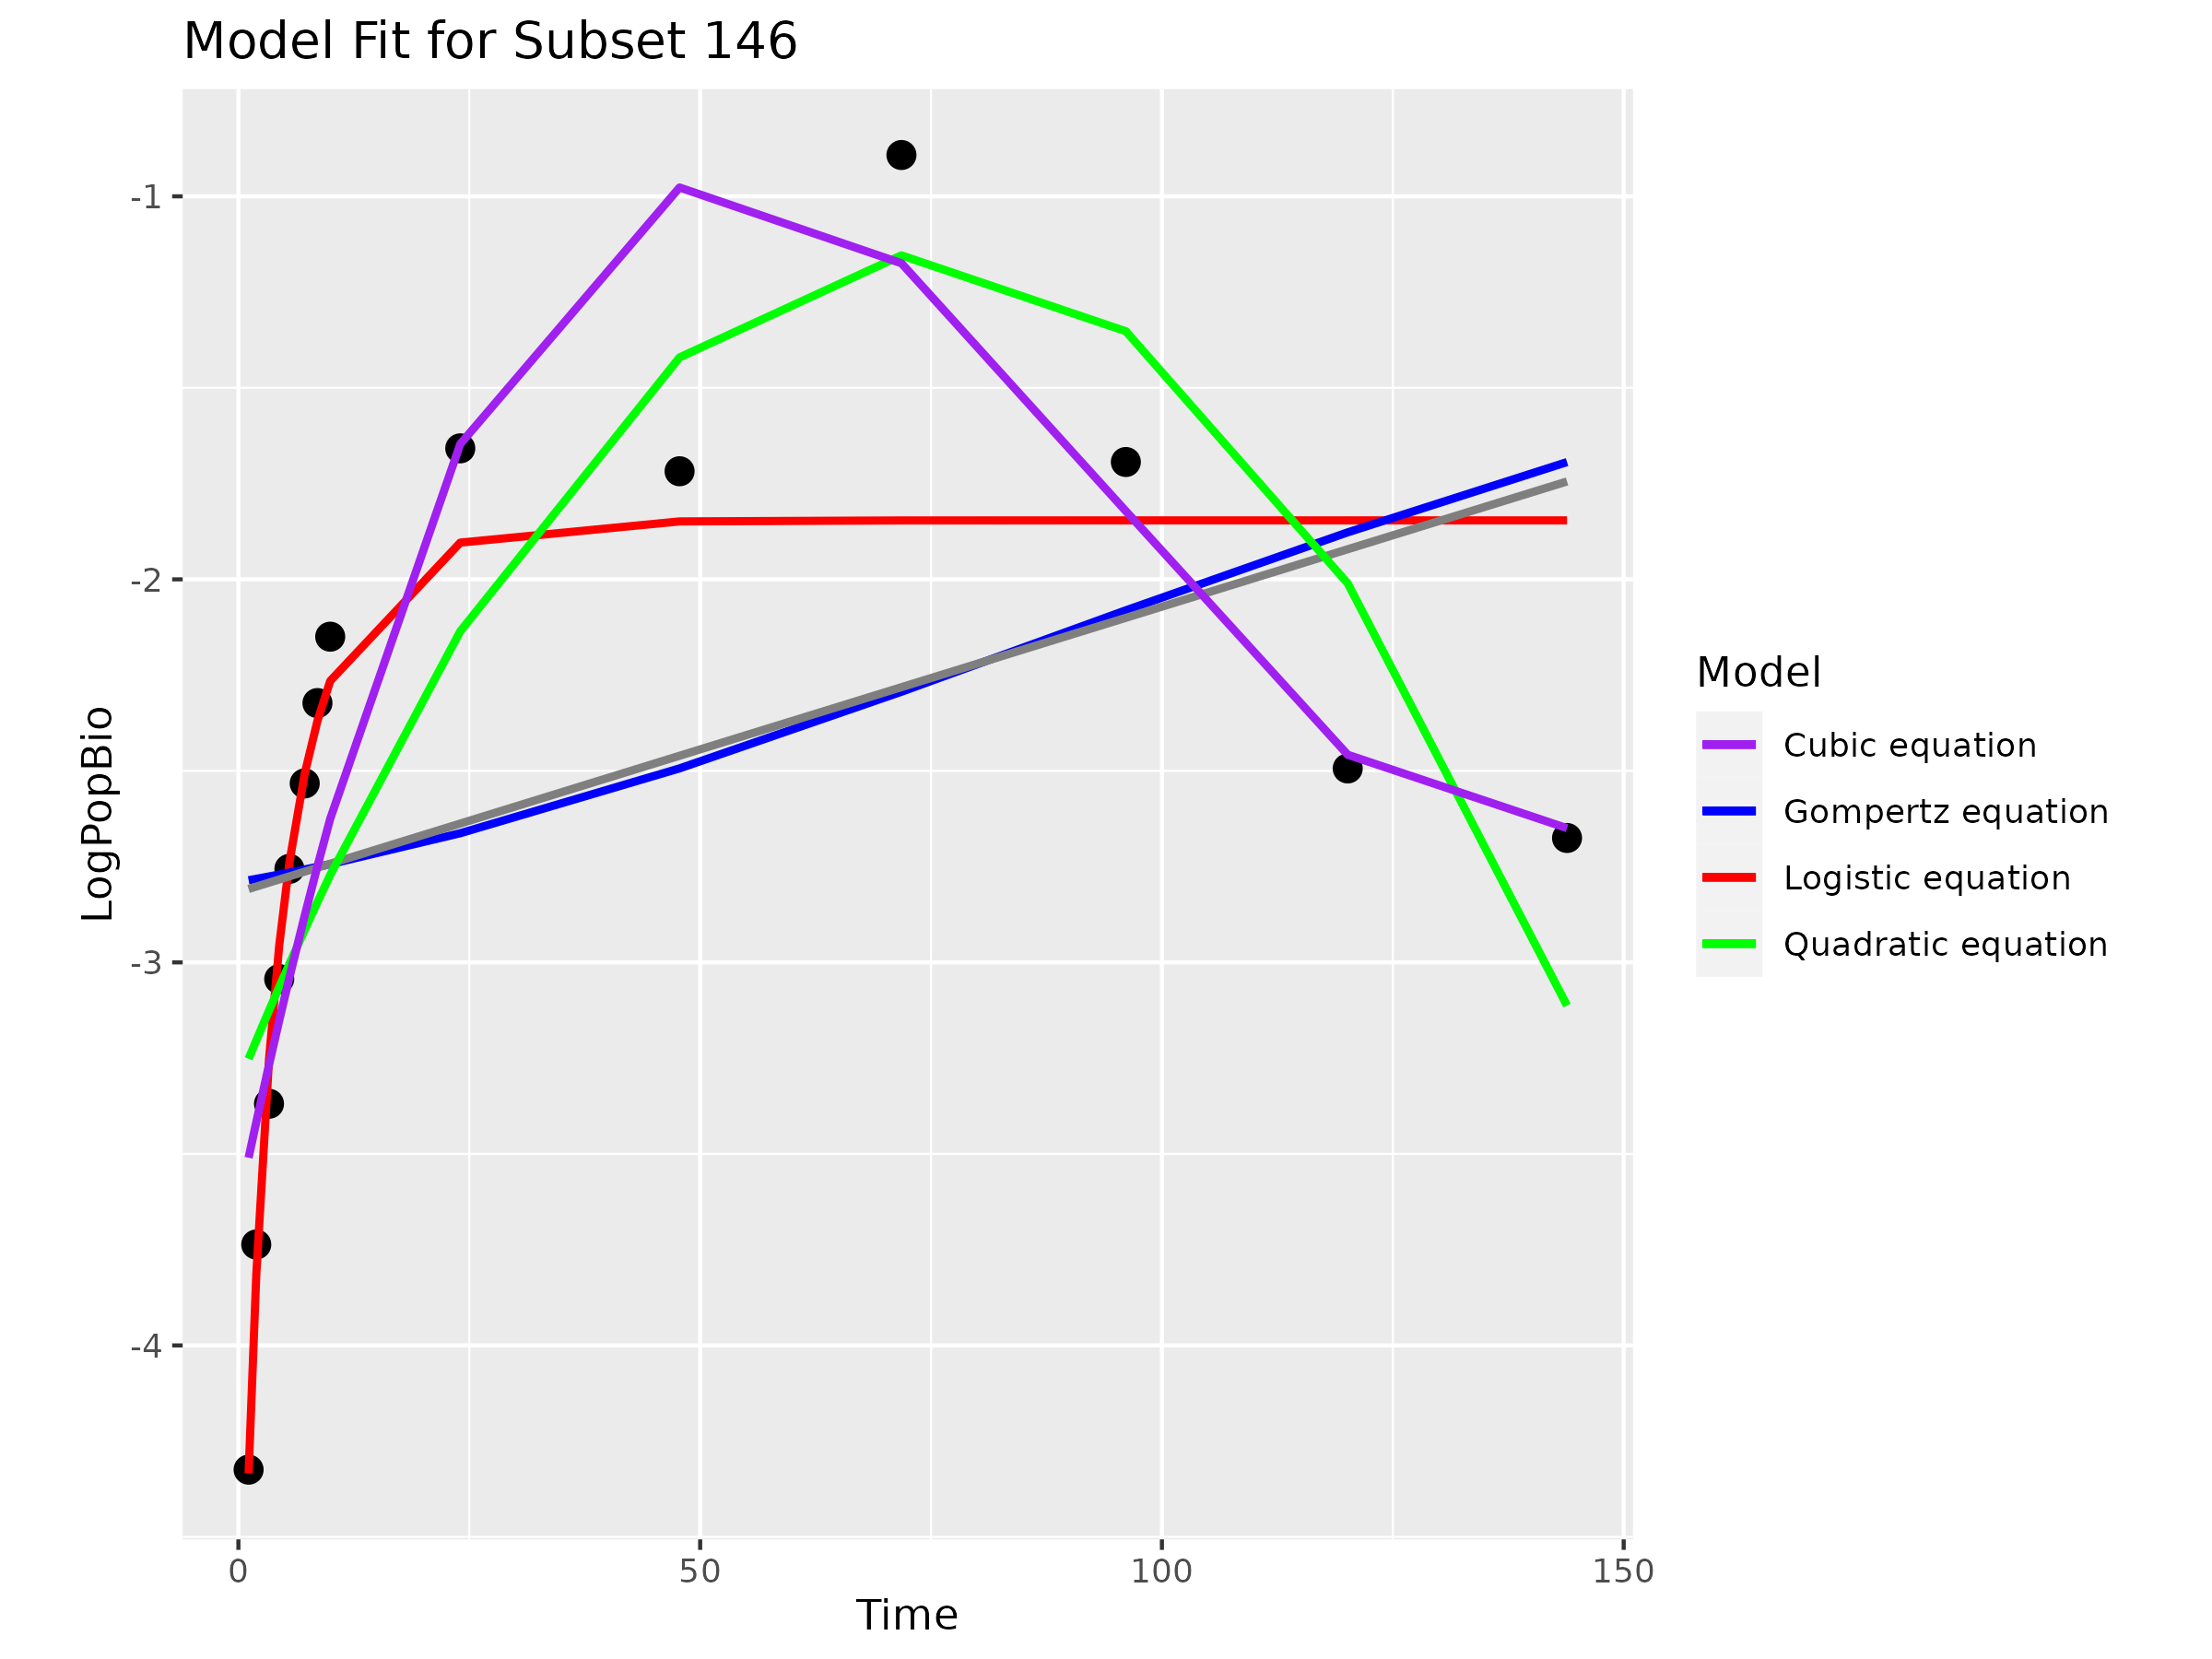 Model Fit for Subset 146
-1
-2
-3
-4
LogPopBio
0
50
100
150
Time
Model
Cubic equation
Gompertz equation
Logistic equation
Quadratic equation